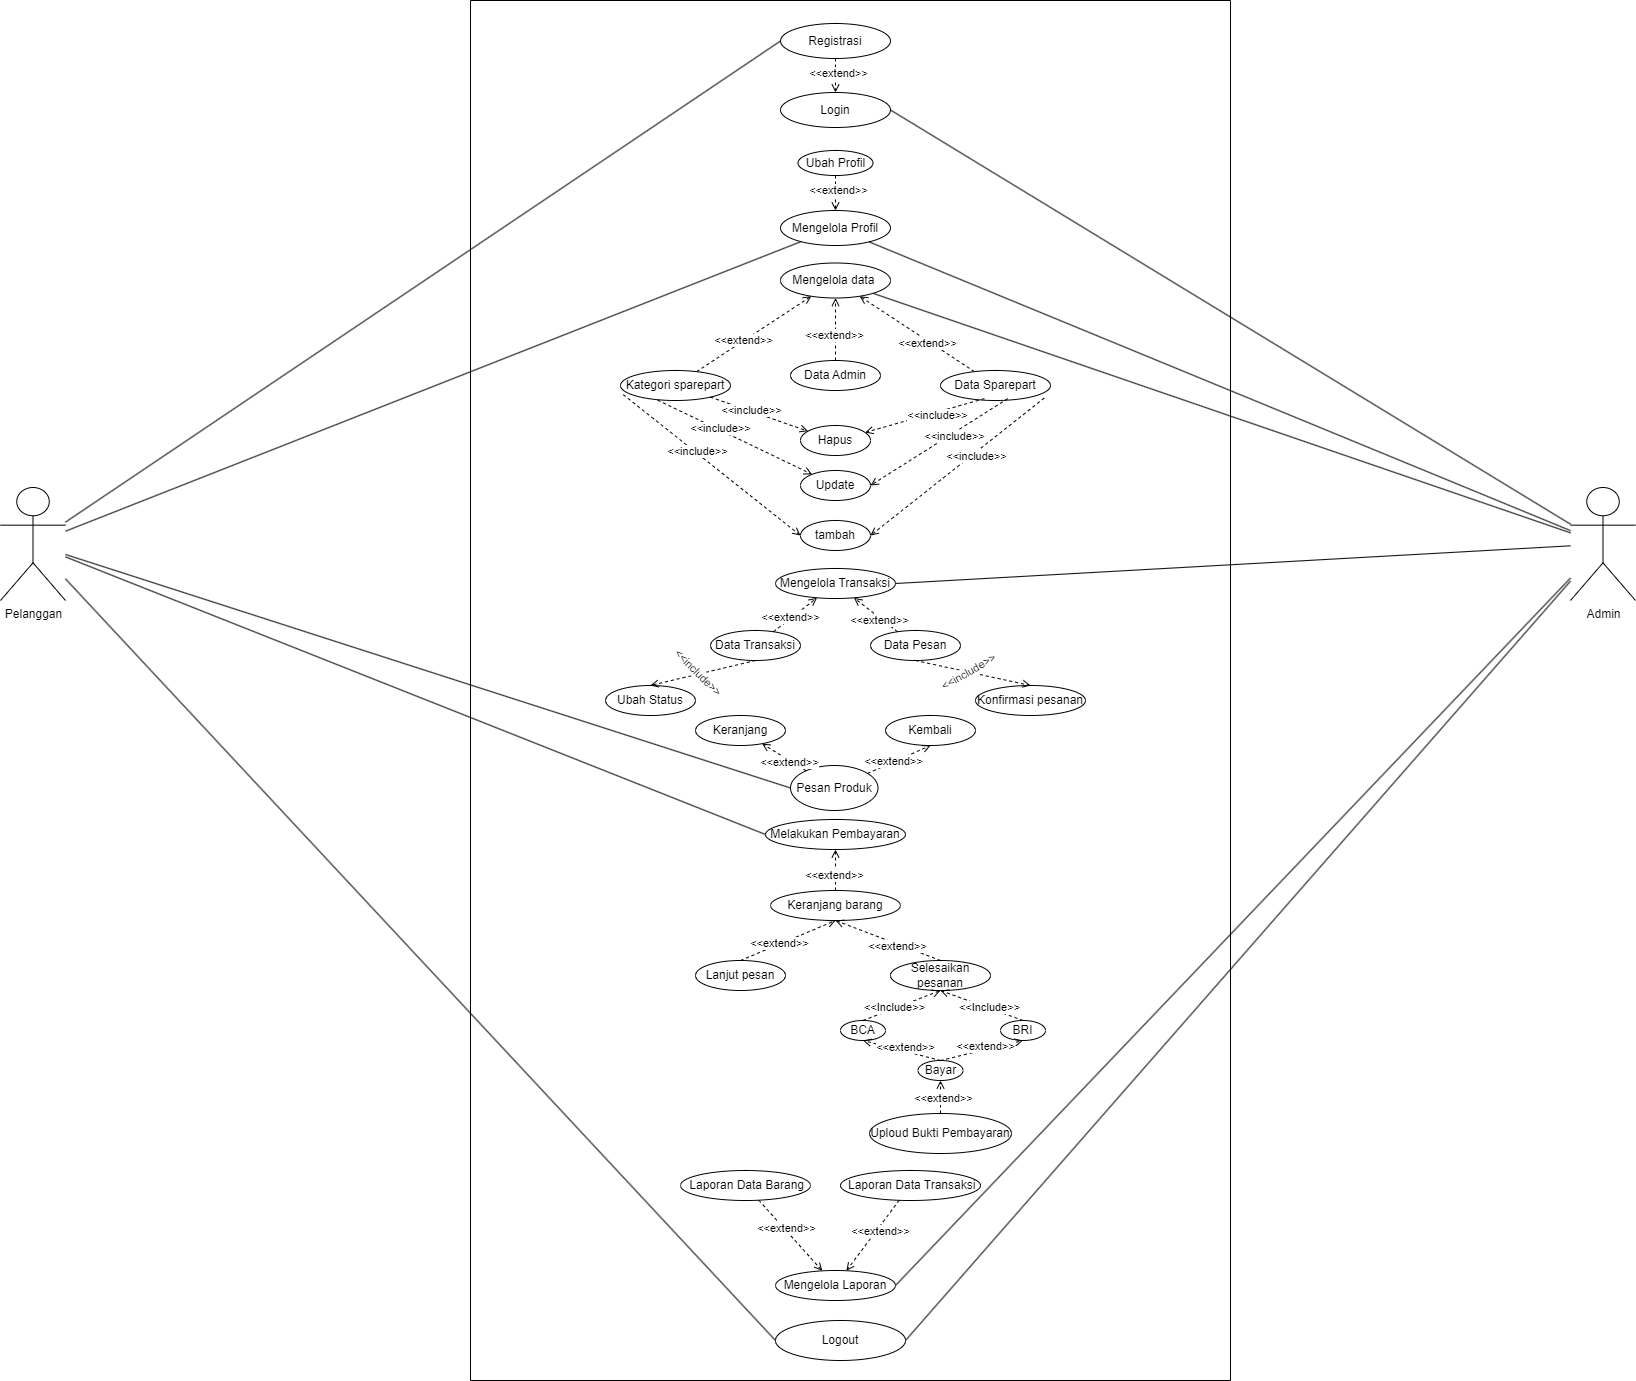 Registrasi
<<extend>>
Login
Ubah Profil
<<extend>>
Mengelola Profil
Mengelola data
<<extend>>
<<extend>>
<<extend>>
Kategori sparepart
Data Admin
Data Sparepart
<<include>>
<<include>>
<<include>>
<<include>>
<<include>>
<<include>>
Hapus
Update
tambah
Pelanggan
Admin
Mengelola Transaksi
<<extend>>
<<extend>>
Data Transaksi
Data Pesan
<<include>>
<<include>>
Ubah Status
Konfirmasi pesanan
Keranjang
Kembali
<<extend>>
<<extend>>
Pesan Produk
Melakukan Pembayaran
<<extend>>
Keranjang barang
<<extend>>
<<extend>>
Lanjut pesan
Selesaikan
pesanan
<<Include>>
<<Include>>
BCA
BRI
<<extend>>
<<extend>>
Bayar
<<extend>>
Uploud Bukti Pembayaran
Laporan Data Barang
Laporan Data Transaksi
<<extend>>
<<extend>>
Mengelola Laporan
Logout